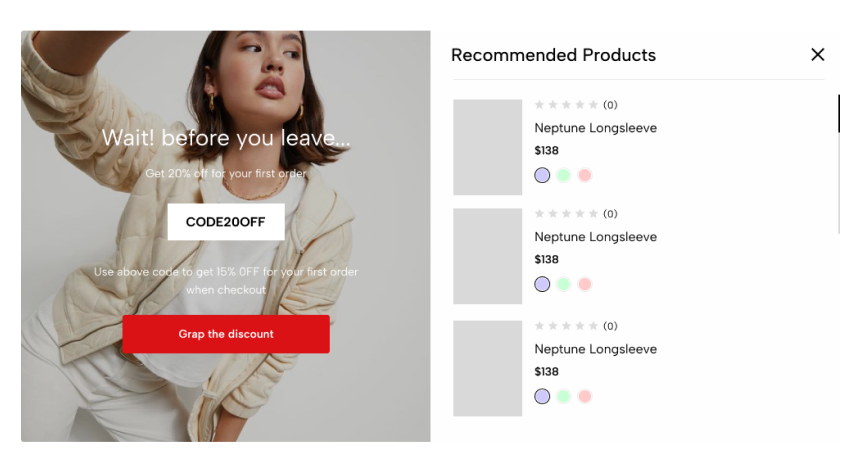 Wait! before you leave...
Get 20% off for your first order
CODE20OFF
Use above code to get 15% OFF for your first order
when checkout
Grap the discount
Recommended Products
(0)
Neptune Longsleeve
$138
(0)
Neptune Longsleeve
$138
(0)
Neptune Longsleeve
$138